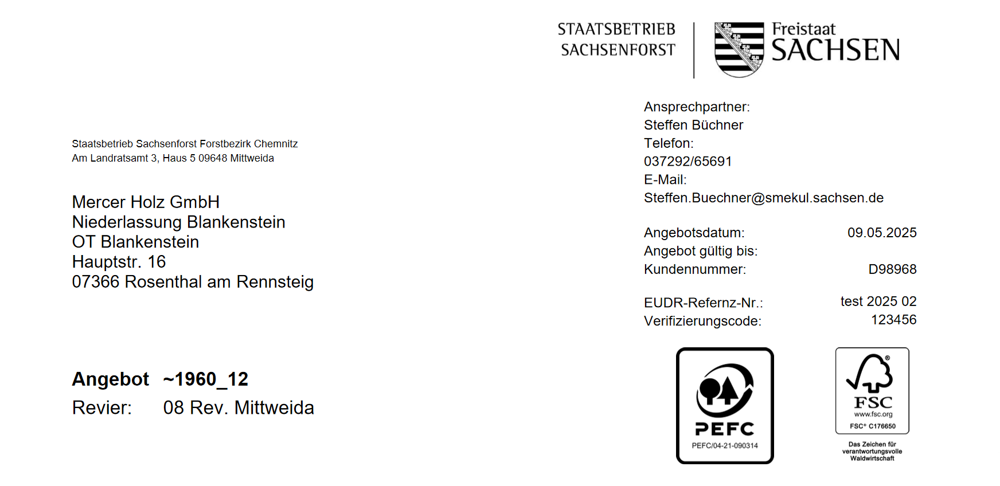 STAATSBETRIEB
SACHSENFORST
Freistaat
SACHSEN
Ansprechpartner:
Steffen Büchner
Telefon:
037292/65691
E-Mail:
Steffen.Buechner@smekul.sachsen.de
Staatsbetrieb Sachsenforst Forstbezirk Chemnitz
Am Landratsamt 3, Haus 5 09648 Mittweida
Mercer Holz GmbH
Niederlassung Blankenstein
OT Blankenstein
Hauptstr. 16
07366 Rosenthal am Rennsteig
Angebotsdatum: 09.05.2025
Angebot gültig bis:
Kundennummer: D98968
EUDR-Refernz-Nr.: test 2025 02
Verifizierungscode: 123456
Angebot ~1960_12
Revier: 08 Rev. Mittweida
PEFC
PEFC/04-21-090314
®
FSC
www.fsc.org
FSC® C176650
Das Zeichen für
verantwortungsvolle
Waldwirtschaft